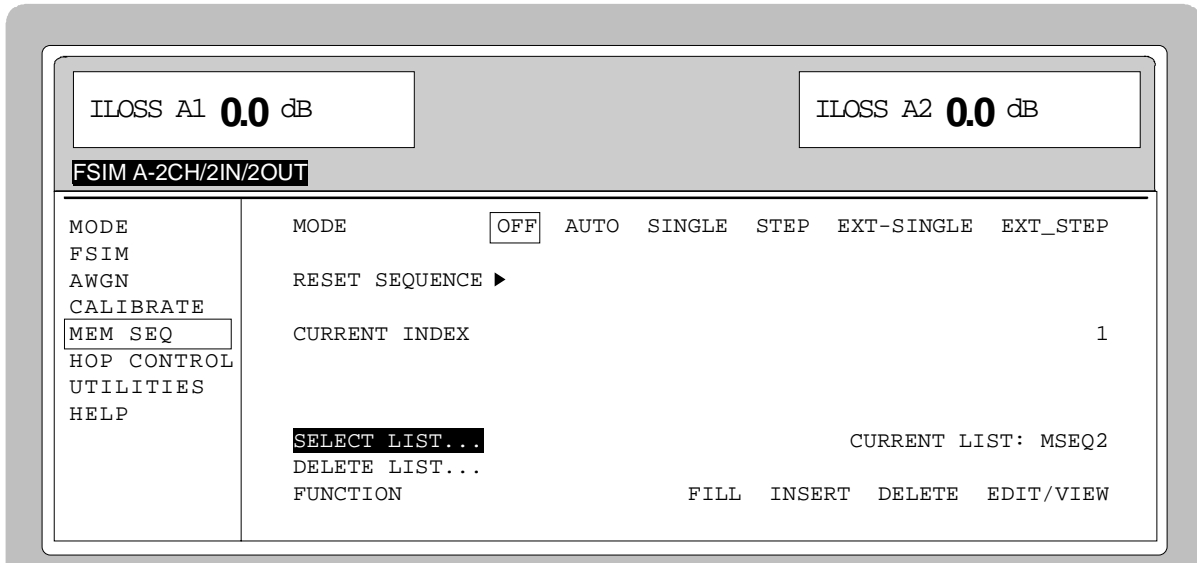 ILOSS A1 0.0 dB
ILOSS A2 0.0 dB
FSIM A-2CH/2IN/2OUT
MODE
FSIM
AWGN
CALIBRATE
MEM SEQ
HOP CONTROL
UTILITIES
HELP
MODE OFF AUTO SINGLE STEP EXT-SINGLE EXT_STEP
RESET SEQUENCE ▶
CURRENT INDEX 1
SELECT LIST... CURRENT LIST: MSEQ2
DELETE LIST...
FUNCTION FILL INSERT DELETE EDIT/VIEW